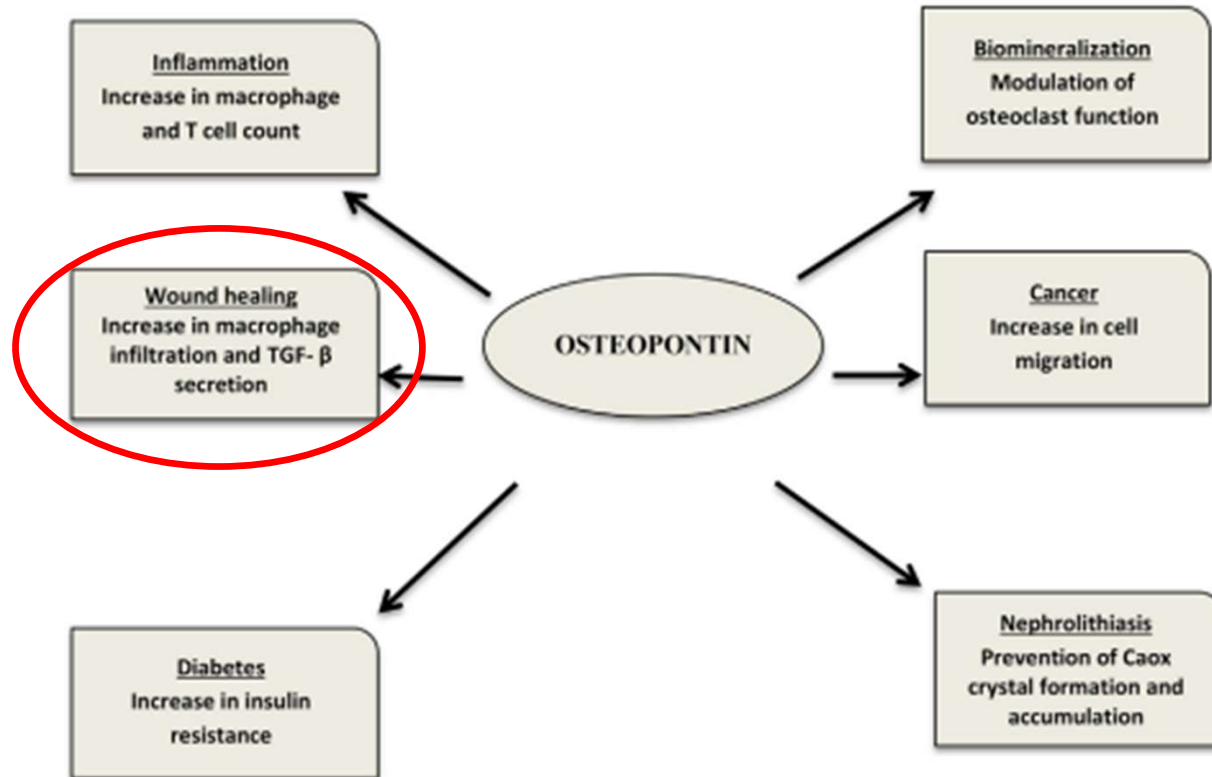 Inflammation
Increase in macrophage
and T cell count
Biomineralization
Modulation of
osteoclast function
Wound healing
Increase in macrophage
infiltration and TGF- β
secretion
OSTEOPONTIN
Cancer
Increase in cell
migration
Diabetes
Increase in insulin
resistance
Nephrolithiasis
Prevention of Caox
crystal formation and
accumulation